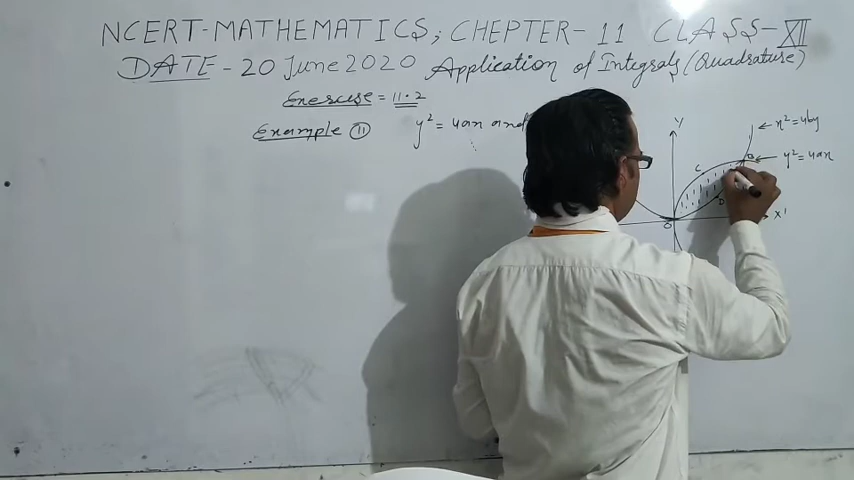 NCERT-MATHEMATICS, CHEPTER-11 CLASS-XII
DATE-20 June 2020 Application of Integrals (Quadrature)
Exercise = 11.2
Example 11 y² = 4ax and
Y
x² = 4by
y² = 4ax
C
B
D
O
X'